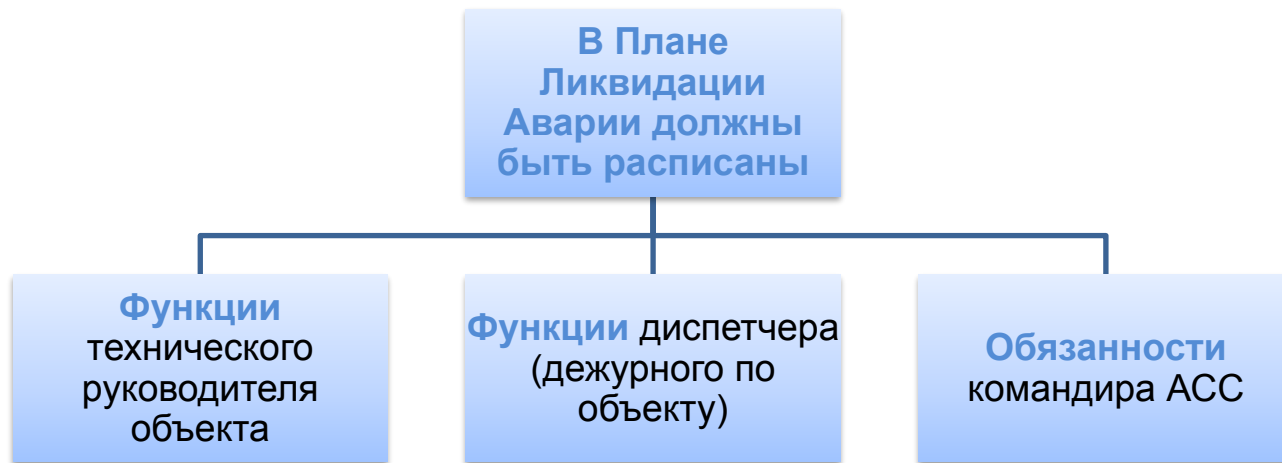 В Плане
Ликвидации
Аварии должны
быть расписаны
Функции
технического
руководителя
объекта
Функции диспетчера
(дежурного по
объекту)
Обязанности
командира АСС